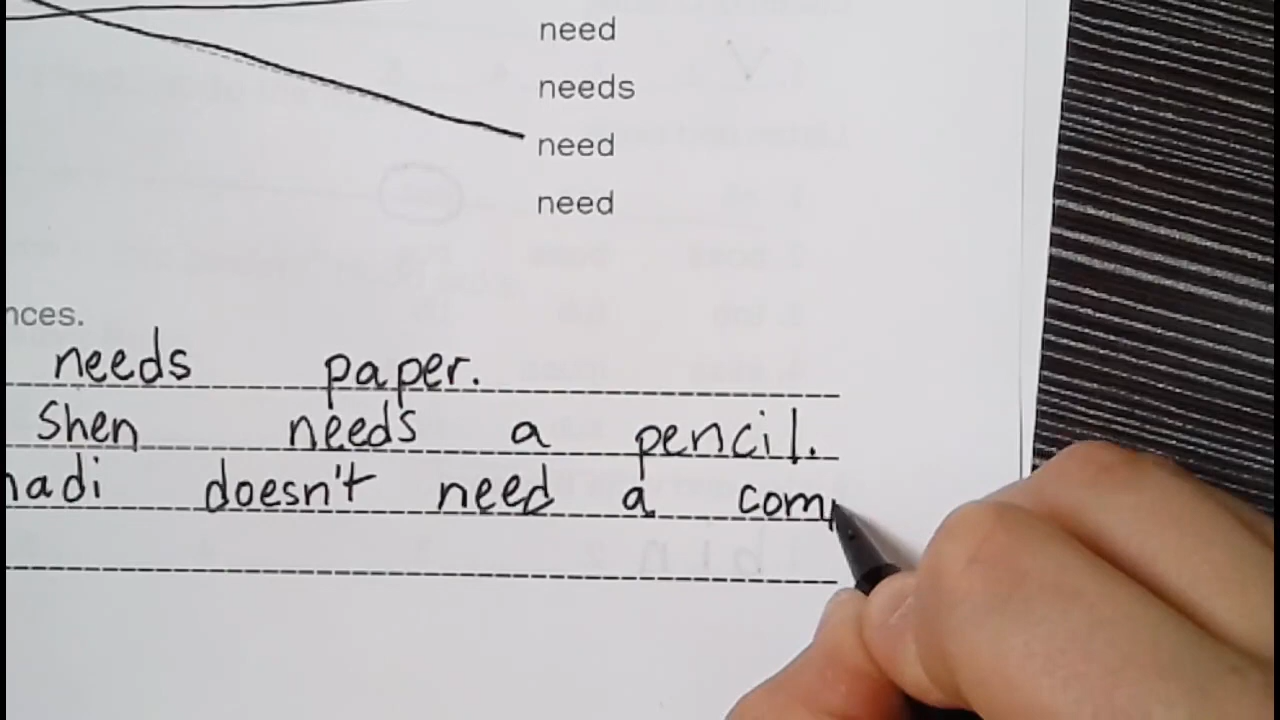 need
needs
need
need
nces.
needs paper.
Shen needs a pencil.
nadi doesn't need a com